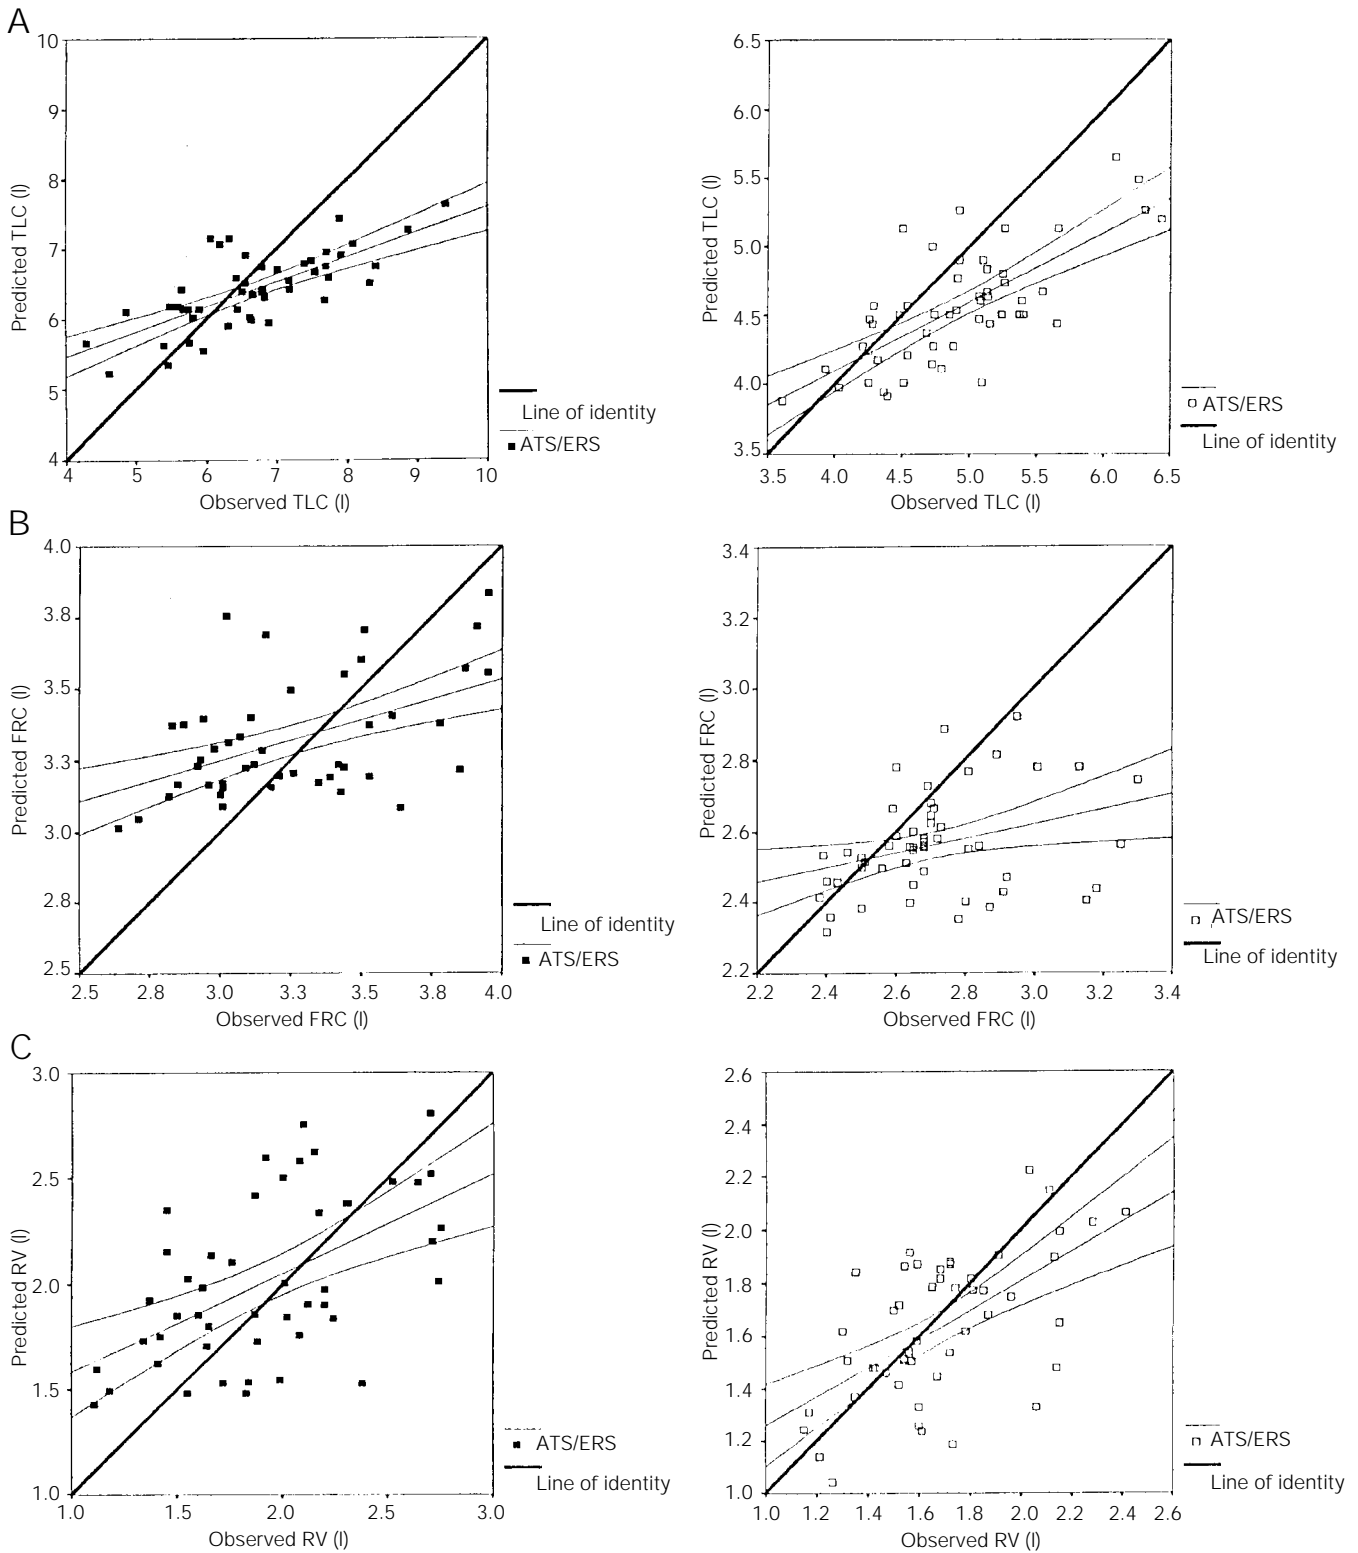 A
10
9
8
7
6
5
4
Predicted TLC (l)
4 5 6 7 8 9 10
Observed TLC (l)
Line of identity
ATS/ERS
6.5
6.0
5.5
5.0
4.5
4.0
3.5
Predicted TLC (l)
3.5 4.0 4.5 5.0 5.5 6.0 6.5
Observed TLC (l)
ATS/ERS
Line of identity
B
4.0
3.8
3.5
3.3
3.0
2.8
2.5
Predicted FRC (l)
2.5 2.8 3.0 3.3 3.5 3.8 4.0
Observed FRC (l)
Line of identity
ATS/ERS
3.4
3.2
3.0
2.8
2.6
2.4
2.2
Predicted FRC (l)
2.2 2.4 2.6 2.8 3.0 3.2 3.4
Observed FRC (l)
ATS/ERS
Line of identity
C
3.0
2.5
2.0
1.5
1.0
Predicted RV (l)
1.0 1.5 2.0 2.5 3.0
Observed RV (l)
ATS/ERS
Line of identity
2.6
2.4
2.2
2.0
1.8
1.6
1.4
1.2
1.0
Predicted RV (l)
1.0 1.2 1.4 1.6 1.8 2.0 2.2 2.4 2.6
Observed RV (l)
ATS/ERS
Line of identity